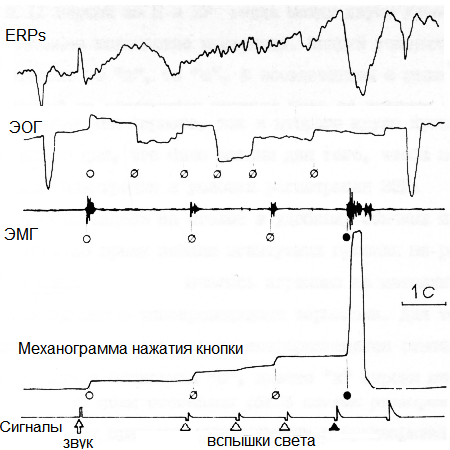 ERPs
ЭОГ
ЭМГ
1 С
Механограмма нажатия кнопки
Сигналы
звук
вспышки света